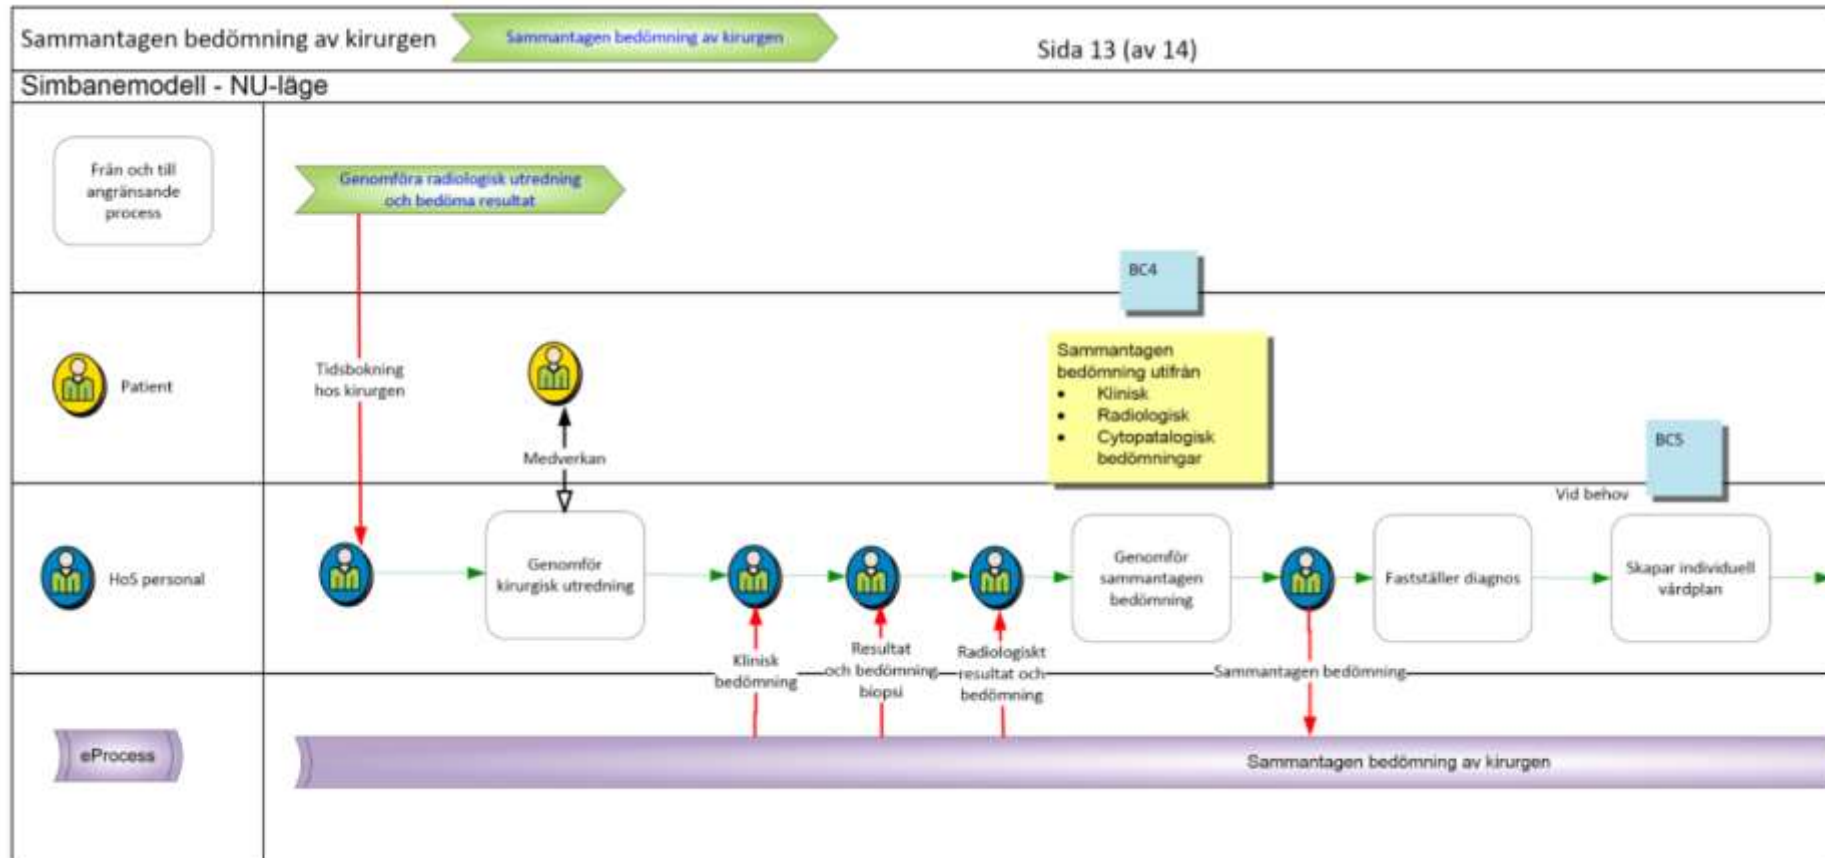 Sammantagen bedömning av kirurgen
Sammantagen bedömning av kirurgen
Sida 13 (av 14)
Simbanemodell - NU-läge
Från och till
angränsande
process
Genomföra radiologisk utredning
och bedöma resultat
BC4
Patient
Tidsbokning
hos kirurgen
Medverkan
Sammantagen
bedömning utifrån
• Klinisk
• Radiologisk
• Cytopatalogisk
bedömningar
BC5
Vid behov
HoS personal
Genomför
kirurgisk utredning
Genomför
sammantagen
bedömning
Fastställer diagnos
Skapar individuell
vårdplan
Klinisk
bedömning
Resultat
och bedömning
biopsi
Radiologiskt
resultat och
bedömning
Sammantagen bedömning
eProcess
Sammantagen bedömning av kirurgen